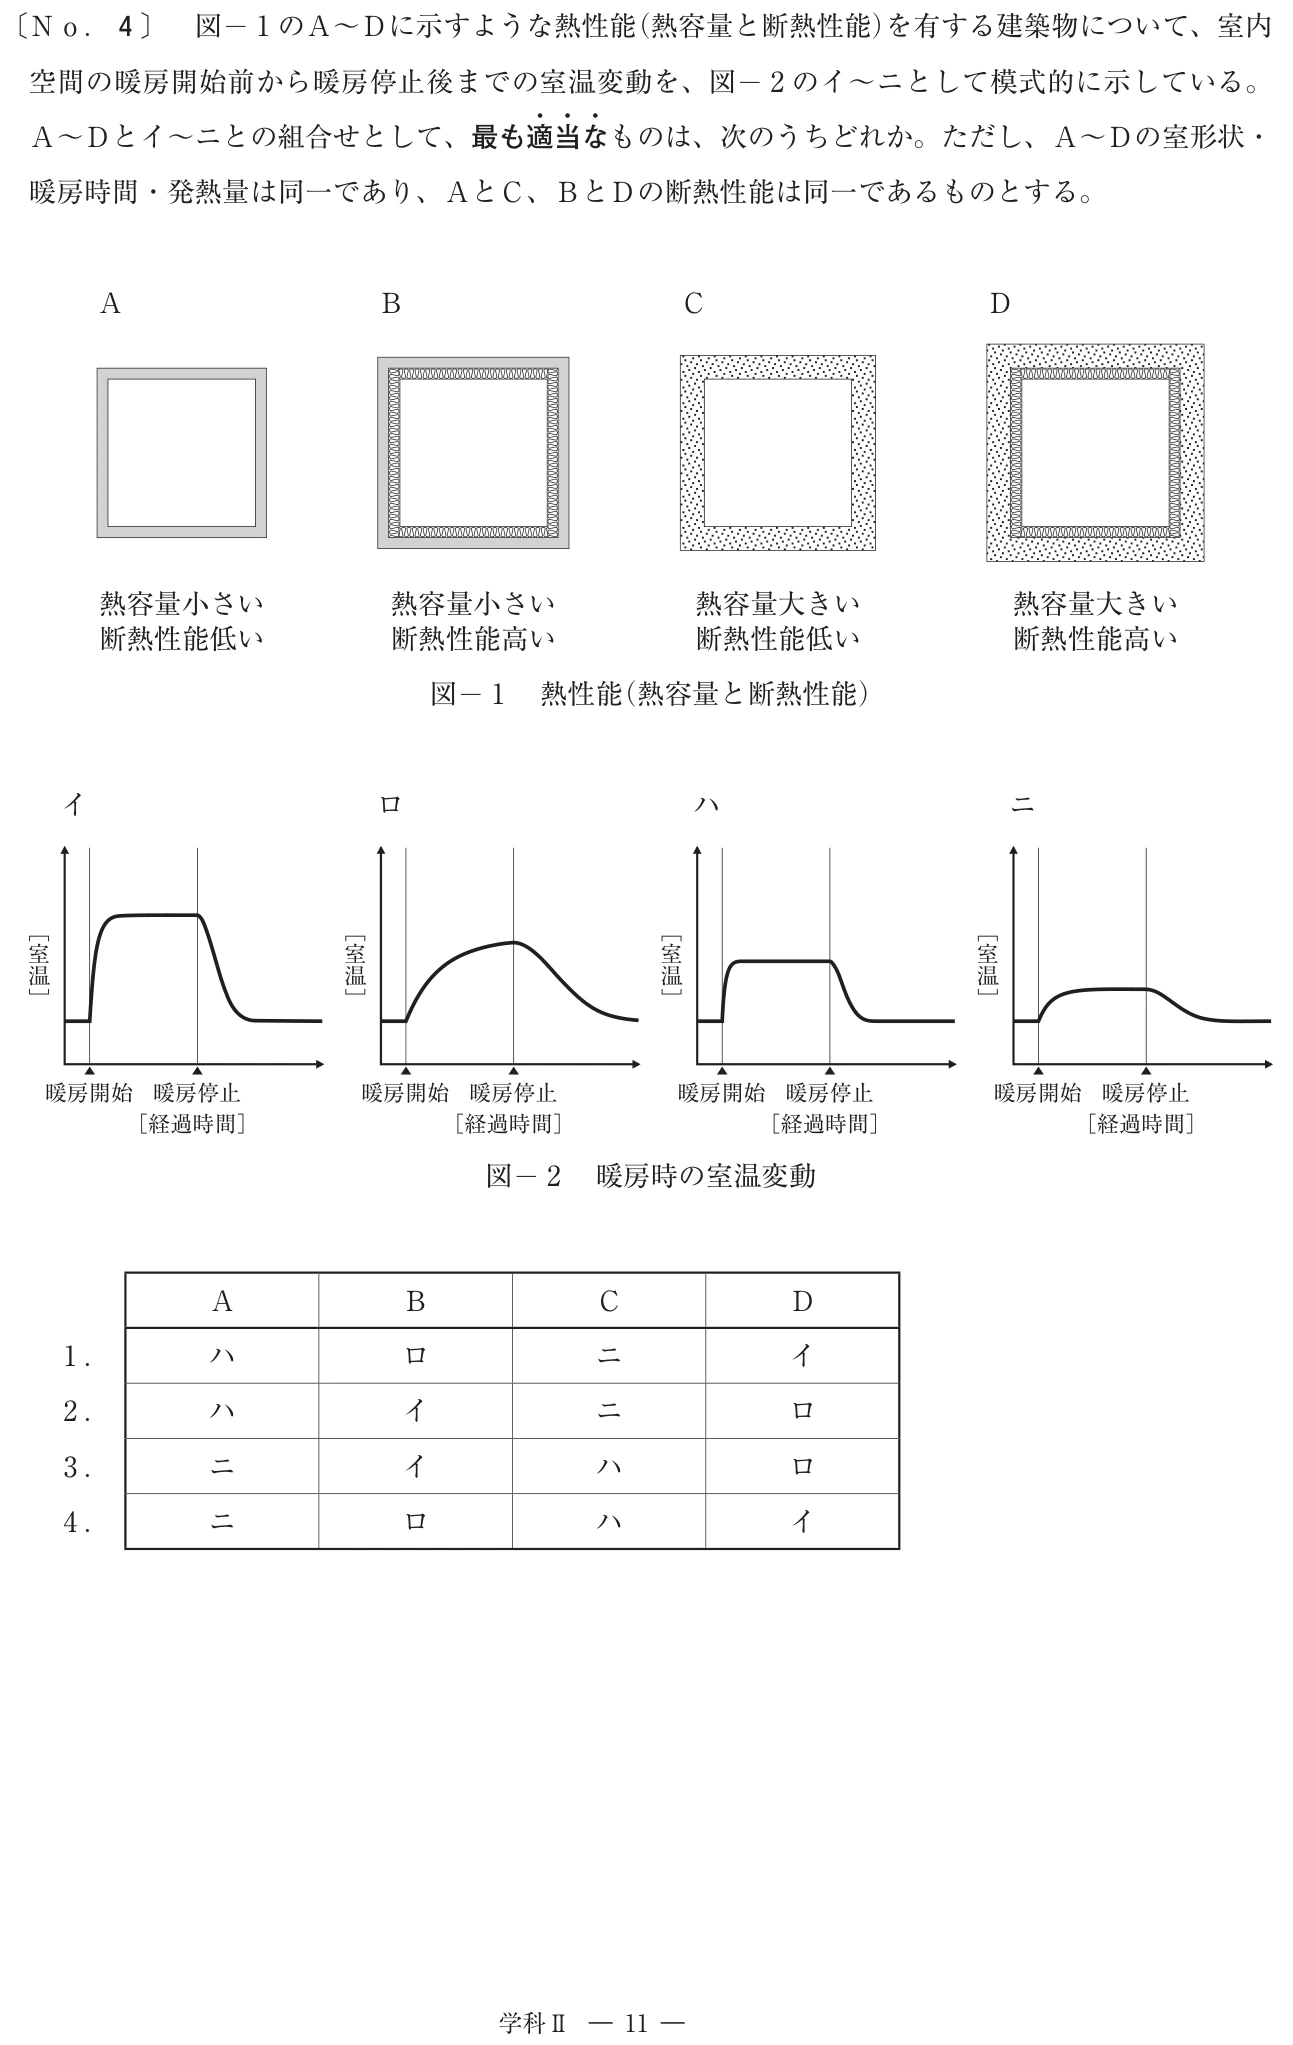 〔Ｎｏ．４〕　図－１のＡ～Ｄに示すような熱性能(熱容量と断熱性能)を有する建築物について、室内
空間の暖房開始前から暖房停止後までの室温変動を、図－２のイ～ニとして模式的に示している。
Ａ～Ｄとイ～ニとの組合せとして、最も適当なものは、次のうちどれか。ただし、Ａ～Ｄの室形状・
暖房時間・発熱量は同一であり、ＡとＣ、ＢとＤの断熱性能は同一であるものとする。
A　B　C　D
熱容量小さい　熱容量小さい　熱容量大きい　熱容量大きい
断熱性能低い　断熱性能高い　断熱性能低い　断熱性能高い
図－１　熱性能(熱容量と断熱性能)
イ　ロ　ハ　ニ
［室温］　［室温］　［室温］　［室温］
暖房開始　暖房停止　暖房開始　暖房停止　暖房開始　暖房停止　暖房開始　暖房停止
［経過時間］　［経過時間］　［経過時間］　［経過時間］
図－２　暖房時の室温変動
A　B　C　D
１．　ハ　ロ　ニ　イ
２．　ハ　イ　ニ　ロ
３．　ニ　イ　ハ　ロ
４．　ニ　ロ　ハ　イ
学科Ⅱ　― 11 ―